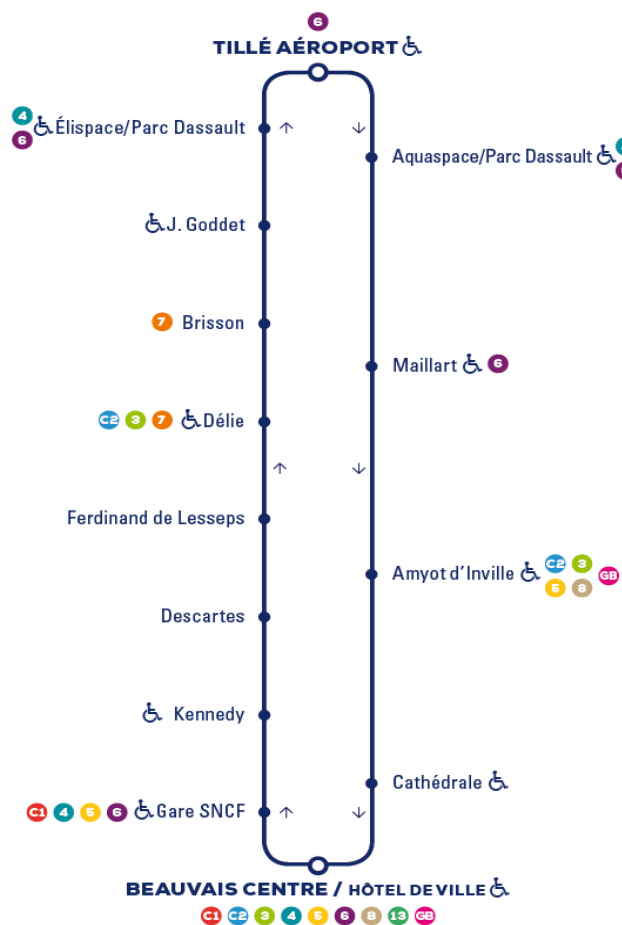 6
TILLÉ AÉROPORT
4
6
Élispace/Parc Dassault
Aquaspace/Parc Dassault
J. Goddet
7 Brisson
Maillart 6
C2 3 7 Délie
Ferdinand de Lesseps
Amyot d'Inville C2 3 GB
5 8
Descartes
Kennedy
Cathédrale
C1 4 5 6 Gare SNCF
BEAUVAIS CENTRE / HÔTEL DE VILLE
C1 C2 3 4 5 6 8 13 GB